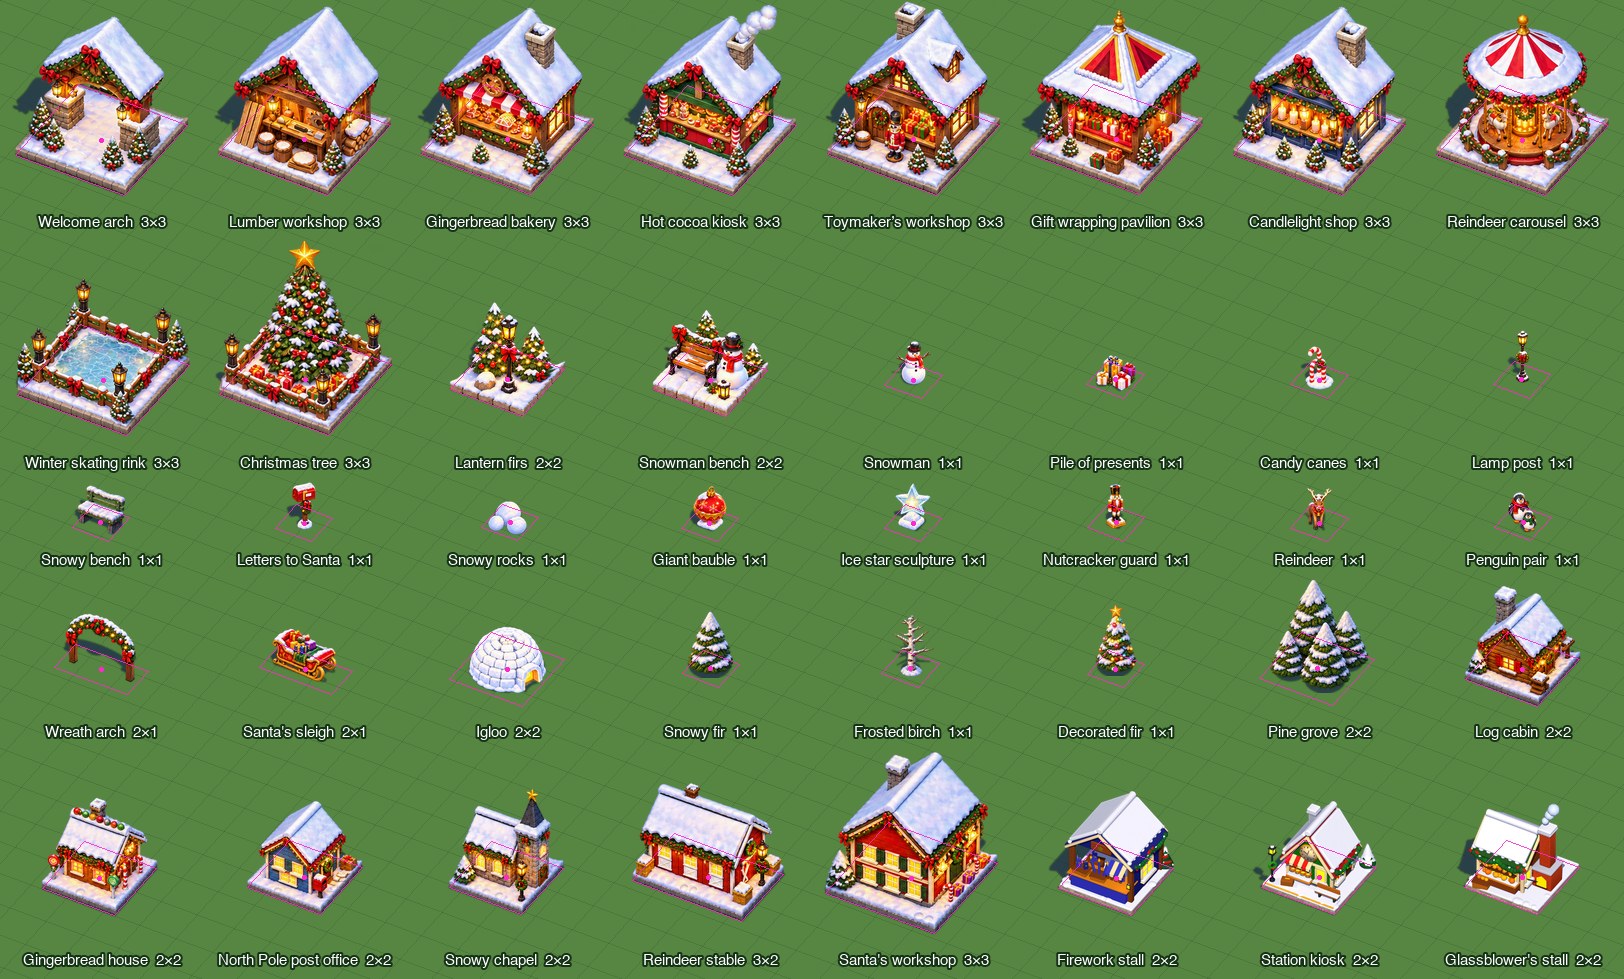 Welcome arch 3×3
Lumber workshop 3×3
Gingerbread bakery 3×3
Hot cocoa kiosk 3×3
Toymaker's workshop 3×3
Gift wrapping pavilion 3×3
Candlelight shop 3×3
Reindeer carousel 3×3
Winter skating rink 3×3
Christmas tree 3×3
Lantern firs 2×2
Snowman bench 2×2
Snowman 1×1
Pile of presents 1×1
Candy canes 1×1
Lamp post 1×1
Snowy bench 1×1
Letters to Santa 1×1
Snowy rocks 1×1
Giant bauble 1×1
Ice star sculpture 1×1
Nutcracker guard 1×1
Reindeer 1×1
Penguin pair 1×1
Wreath arch 2×1
Santa's sleigh 2×1
Igloo 2×2
Snowy fir 1×1
Frosted birch 1×1
Decorated fir 1×1
Pine grove 2×2
Log cabin 2×2
Gingerbread house 2×2
North Pole post office 2×2
Snowy chapel 2×2
Reindeer stable 3×2
Santa's workshop 3×3
Firework stall 2×2
Station kiosk 2×2
Glassblower's stall 2×2